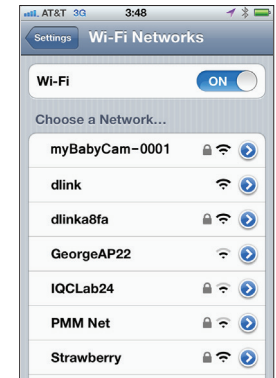 AT&T 3G 3:48
Settings Wi-Fi Networks
Wi-Fi ON
Choose a Network...
myBabyCam-0001
dlink
dlinka8fa
GeorgeAP22
IQCLab24
PMM Net
Strawberry